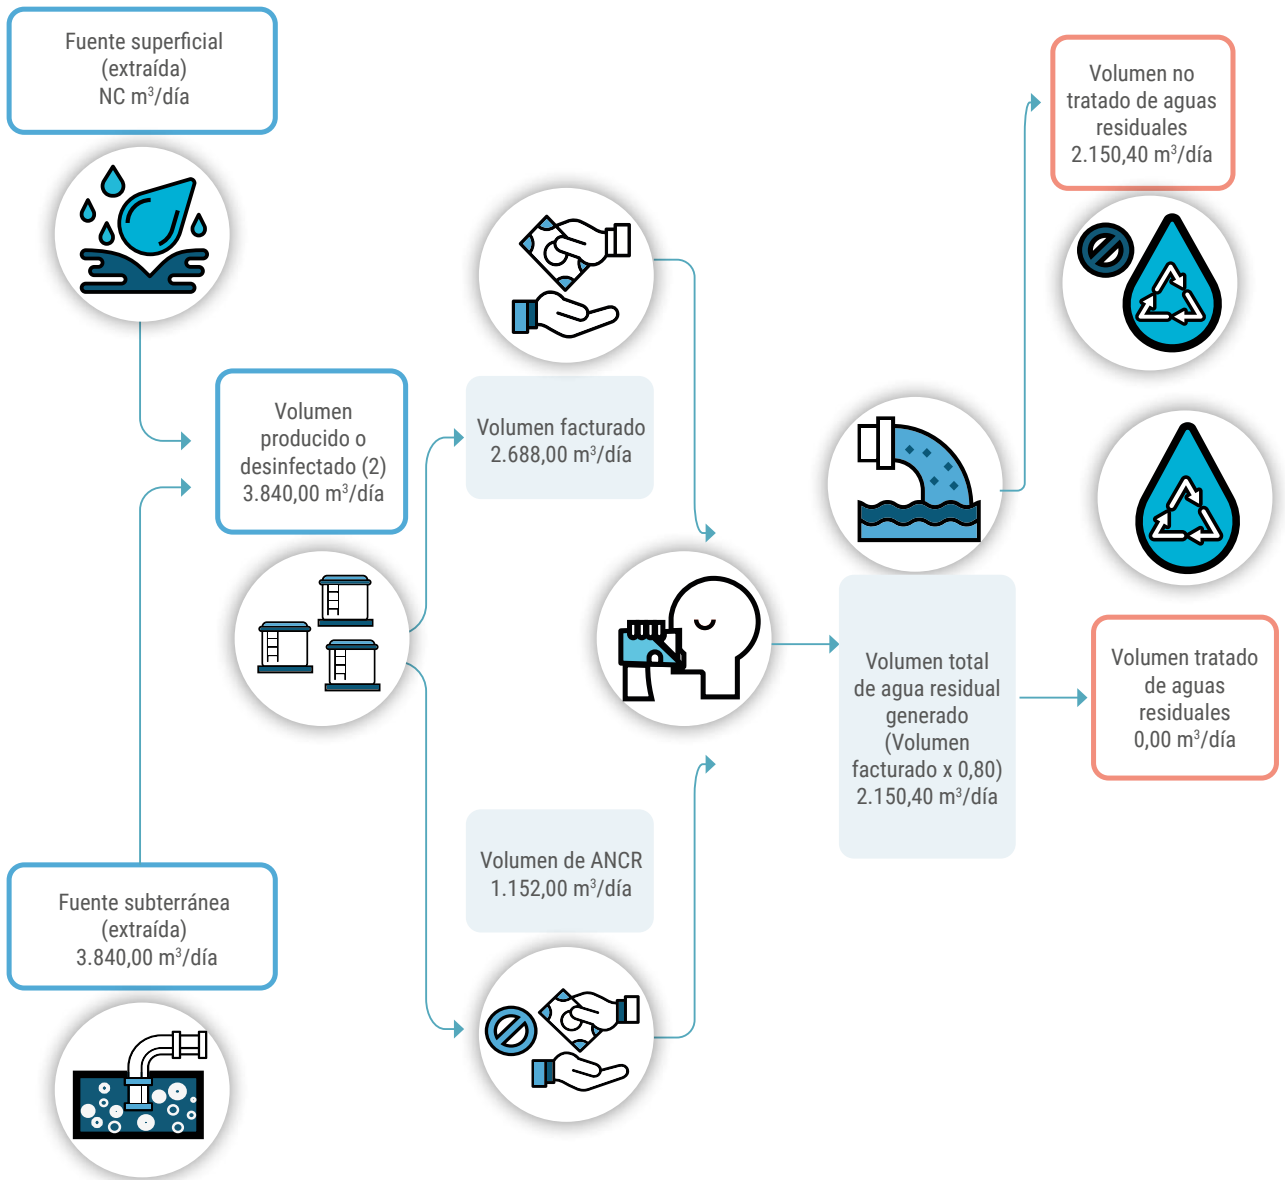 Fuente superficial
(extraída)
NC m³/día
Volumen
producido o
desinfectado (2)
3.840,00 m³/día
Fuente subterránea
(extraída)
3.840,00 m³/día
Volumen facturado
2.688,00 m³/día
Volumen de ANCR
1.152,00 m³/día
Volumen total
de agua residual
generado
(Volumen
facturado x 0,80)
2.150,40 m³/día
Volumen no
tratado de aguas
residuales
2.150,40 m³/día
Volumen tratado
de aguas
residuales
0,00 m³/día